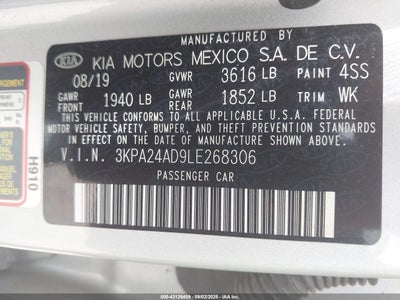 MANUFACTURED BY
KIA KIA MOTORS MEXICO S.A. DE C.V.
08/19 GVWR 3616 LB PAINT 4SS
GAWR FRONT 1940 LB GAWR REAR 1852 LB TRIM WK
THIS VEHICLE CONFORMS TO ALL APPLICABLE U.S.A. FEDERAL
MOTOR VEHICLE SAFETY, BUMPER, AND THEFT PREVENTION STANDARDS
IN EFFECT ON THE DATE OF MANUFACTURE SHOWN ABOVE.
V.I.N. 3KPA24AD9LE268306
PASSENGER CAR
H910